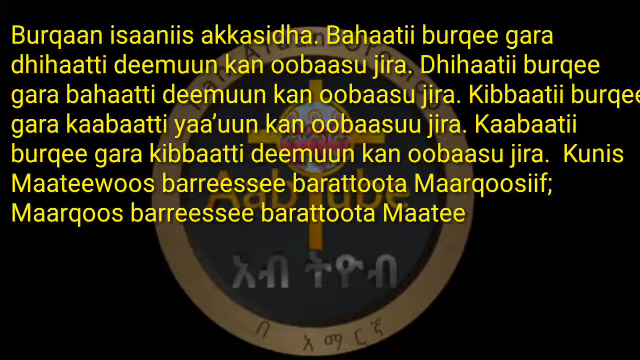 Burqaan isaaniis akkasidha. Bahaatii burqee gara
dhihaatti deemuun kan oobaasu jira. Dhihaatii burqee
gara bahaatti deemuun kan oobaasu jira. Kibbaatii burqee
gara kaabaatti yaa’uun kan oobaasuu jira. Kaabaatii
burqee gara kibbaatti deemuun kan oobaasu jira. Kunis
Maateewoos barreessee barattoota Maarqoosiif;
Maarqoos barreessee barattoota Maatee
AabTube
አብ ትዮብ
በ አማርኛ